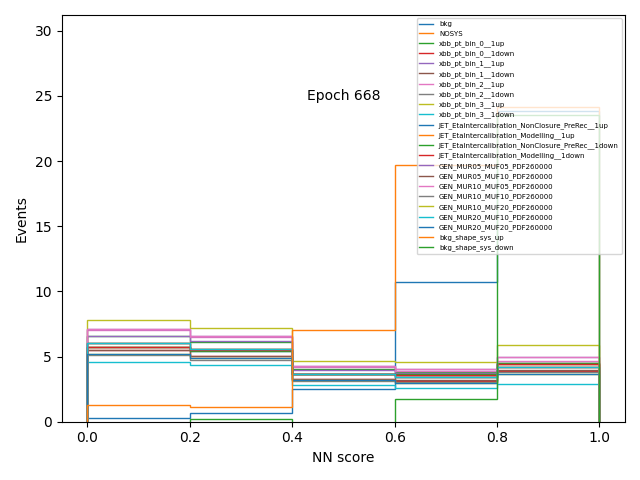 30
25
20
15
10
5
0
Events
Epoch 668
bkg
NOSYS
xbb_pt_bin_0__1up
xbb_pt_bin_0__1down
xbb_pt_bin_1__1up
xbb_pt_bin_1__1down
xbb_pt_bin_2__1up
xbb_pt_bin_2__1down
xbb_pt_bin_3__1up
xbb_pt_bin_3__1down
JET_EtaIntercalibration_NonClosure_PreRec__1up
JET_EtaIntercalibration_Modelling__1up
JET_EtaIntercalibration_NonClosure_PreRec__1down
JET_EtaIntercalibration_Modelling__1down
GEN_MUR05_MUF05_PDF260000
GEN_MUR05_MUF10_PDF260000
GEN_MUR10_MUF05_PDF260000
GEN_MUR10_MUF10_PDF260000
GEN_MUR10_MUF20_PDF260000
GEN_MUR20_MUF10_PDF260000
GEN_MUR20_MUF20_PDF260000
bkg_shape_sys_up
bkg_shape_sys_down
0.0 0.2 0.4 0.6 0.8 1.0
NN score